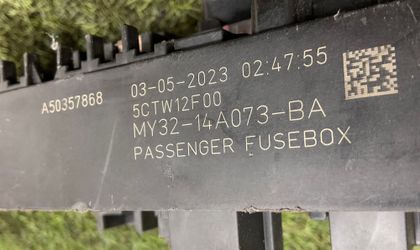 A50357868
03-05-2023 02:47:55
5CTW12F00
MY32-14A073-BA
PASSENGER FUSEBOX